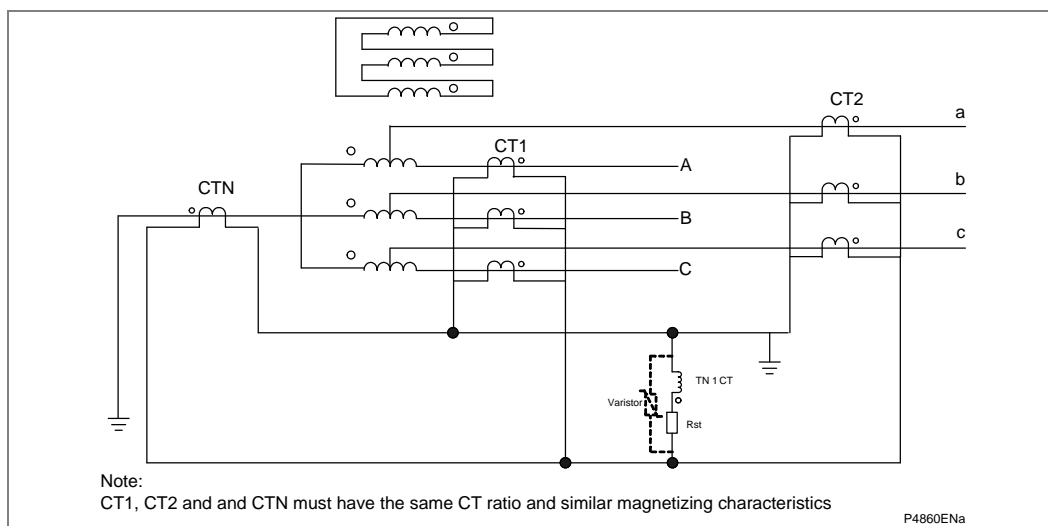 CT2
a
CT1
A
CTN
b
B
c
C
TN 1 CT
Varistor
Rst
Note:
CT1, CT2 and and CTN must have the same CT ratio and similar magnetizing characteristics
P4860ENa